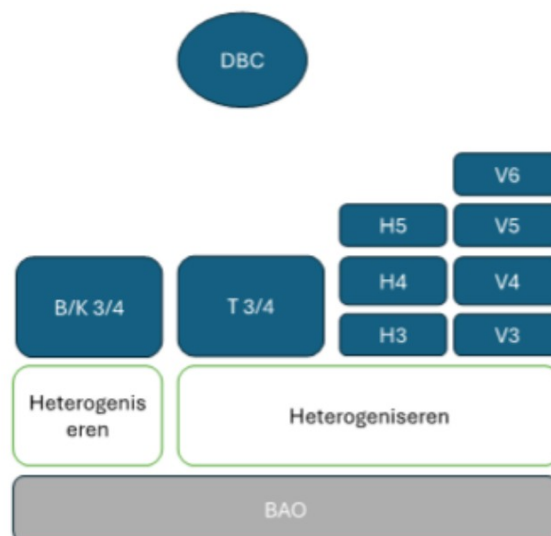 DBC
V6
H5
V5
B/K 3/4
T 3/4
H4
V4
H3
V3
Heterogenis
eren
Heterogeniseren
BAO